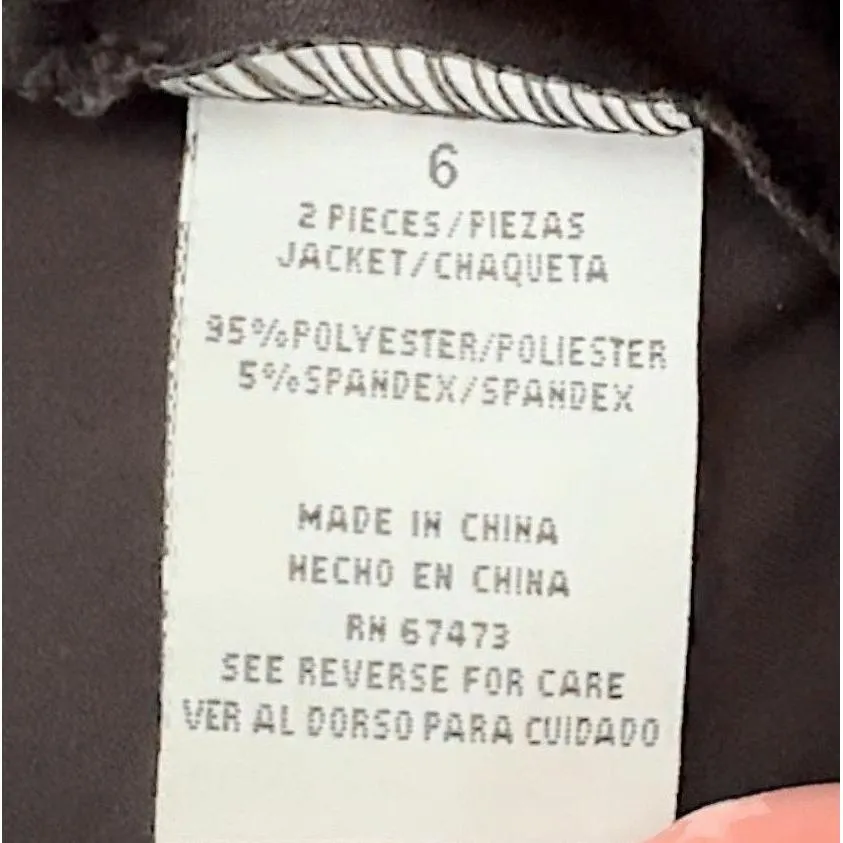 6
2 PIECES/PIEZAS
JACKET/CHAQUETA
95%POLYESTER/POLIESTER
5%SPANDEX/SPANDEX
MADE IN CHINA
HECHO EN CHINA
RN 67473
SEE REVERSE FOR CARE
VER AL DORSO PARA CUIDADO